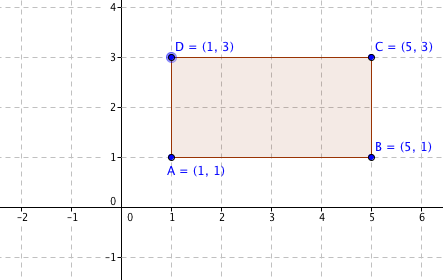 4
D = (1, 3)
C = (5, 3)
3
2
B = (5, 1)
1
A = (1, 1)
0
-2 -1 0 1 2 3 4 5 6
-1